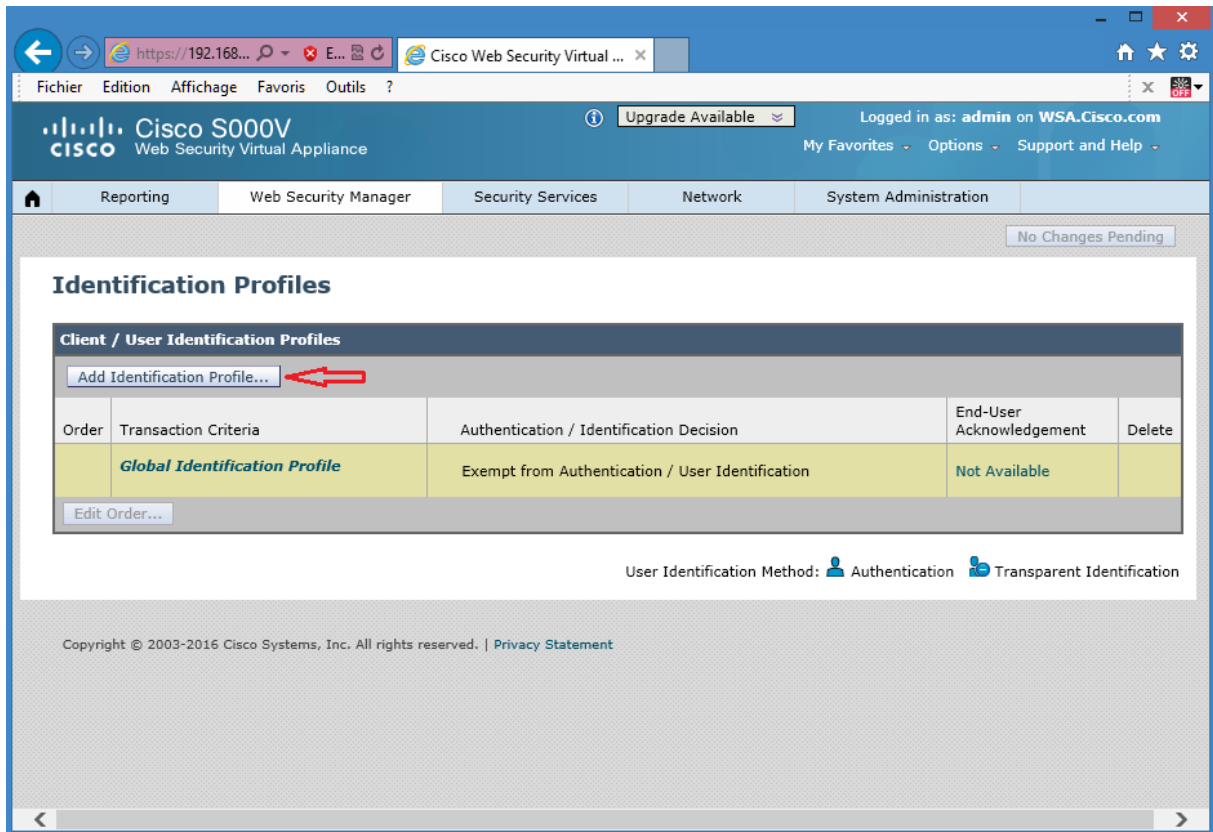 https://192.168... E... Cisco Web Security Virtual ...
Fichier Edition Affichage Favoris Outils ? x OFF
Cisco S000V Upgrade Available Logged in as: admin on WSA.Cisco.com
CISCO Web Security Virtual Appliance My Favorites Options Support and Help
Reporting Web Security Manager Security Services Network System Administration
No Changes Pending
Identification Profiles
Client / User Identification Profiles
Add Identification Profile...
Order Transaction Criteria Authentication / Identification Decision End-User Acknowledgement Delete
Global Identification Profile Exempt from Authentication / User Identification Not Available
Edit Order...
User Identification Method: Authentication Transparent Identification
Copyright © 2003-2016 Cisco Systems, Inc. All rights reserved. | Privacy Statement